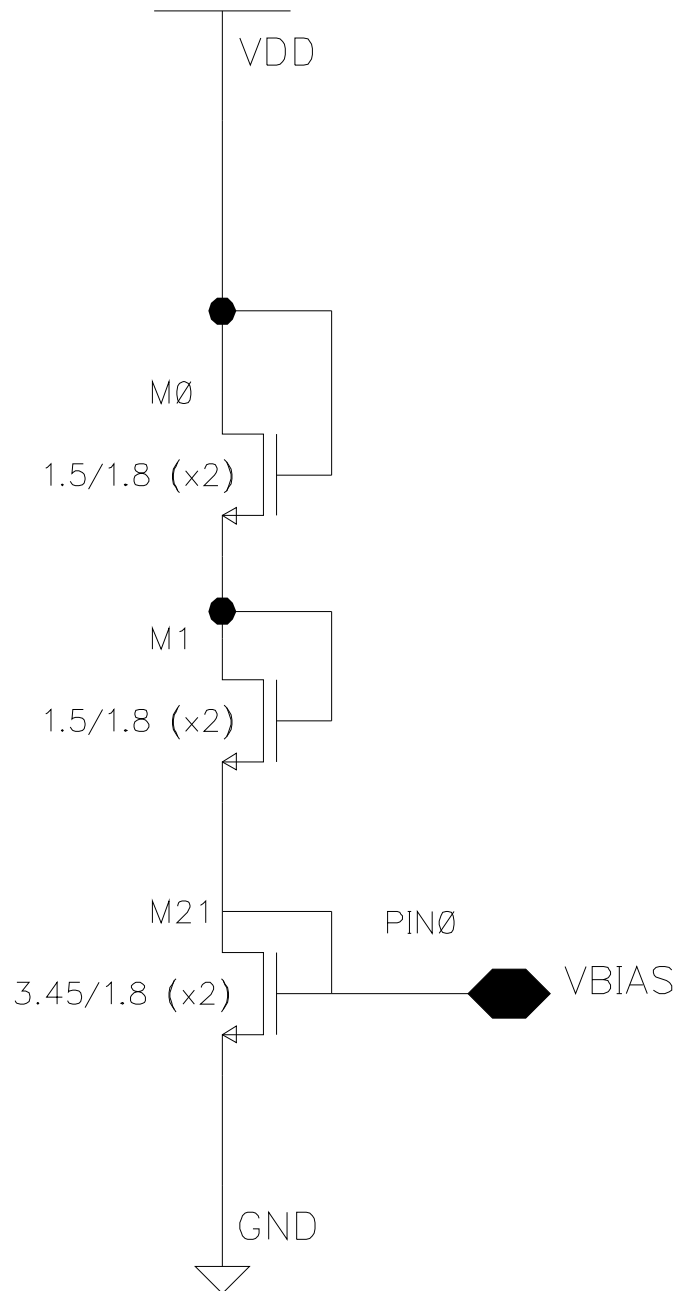 VDD
MØ
1.5/1.8 (x2)
M1
1.5/1.8 (x2)
M21
PINØ
3.45/1.8 (x2)
VBIAS
GND